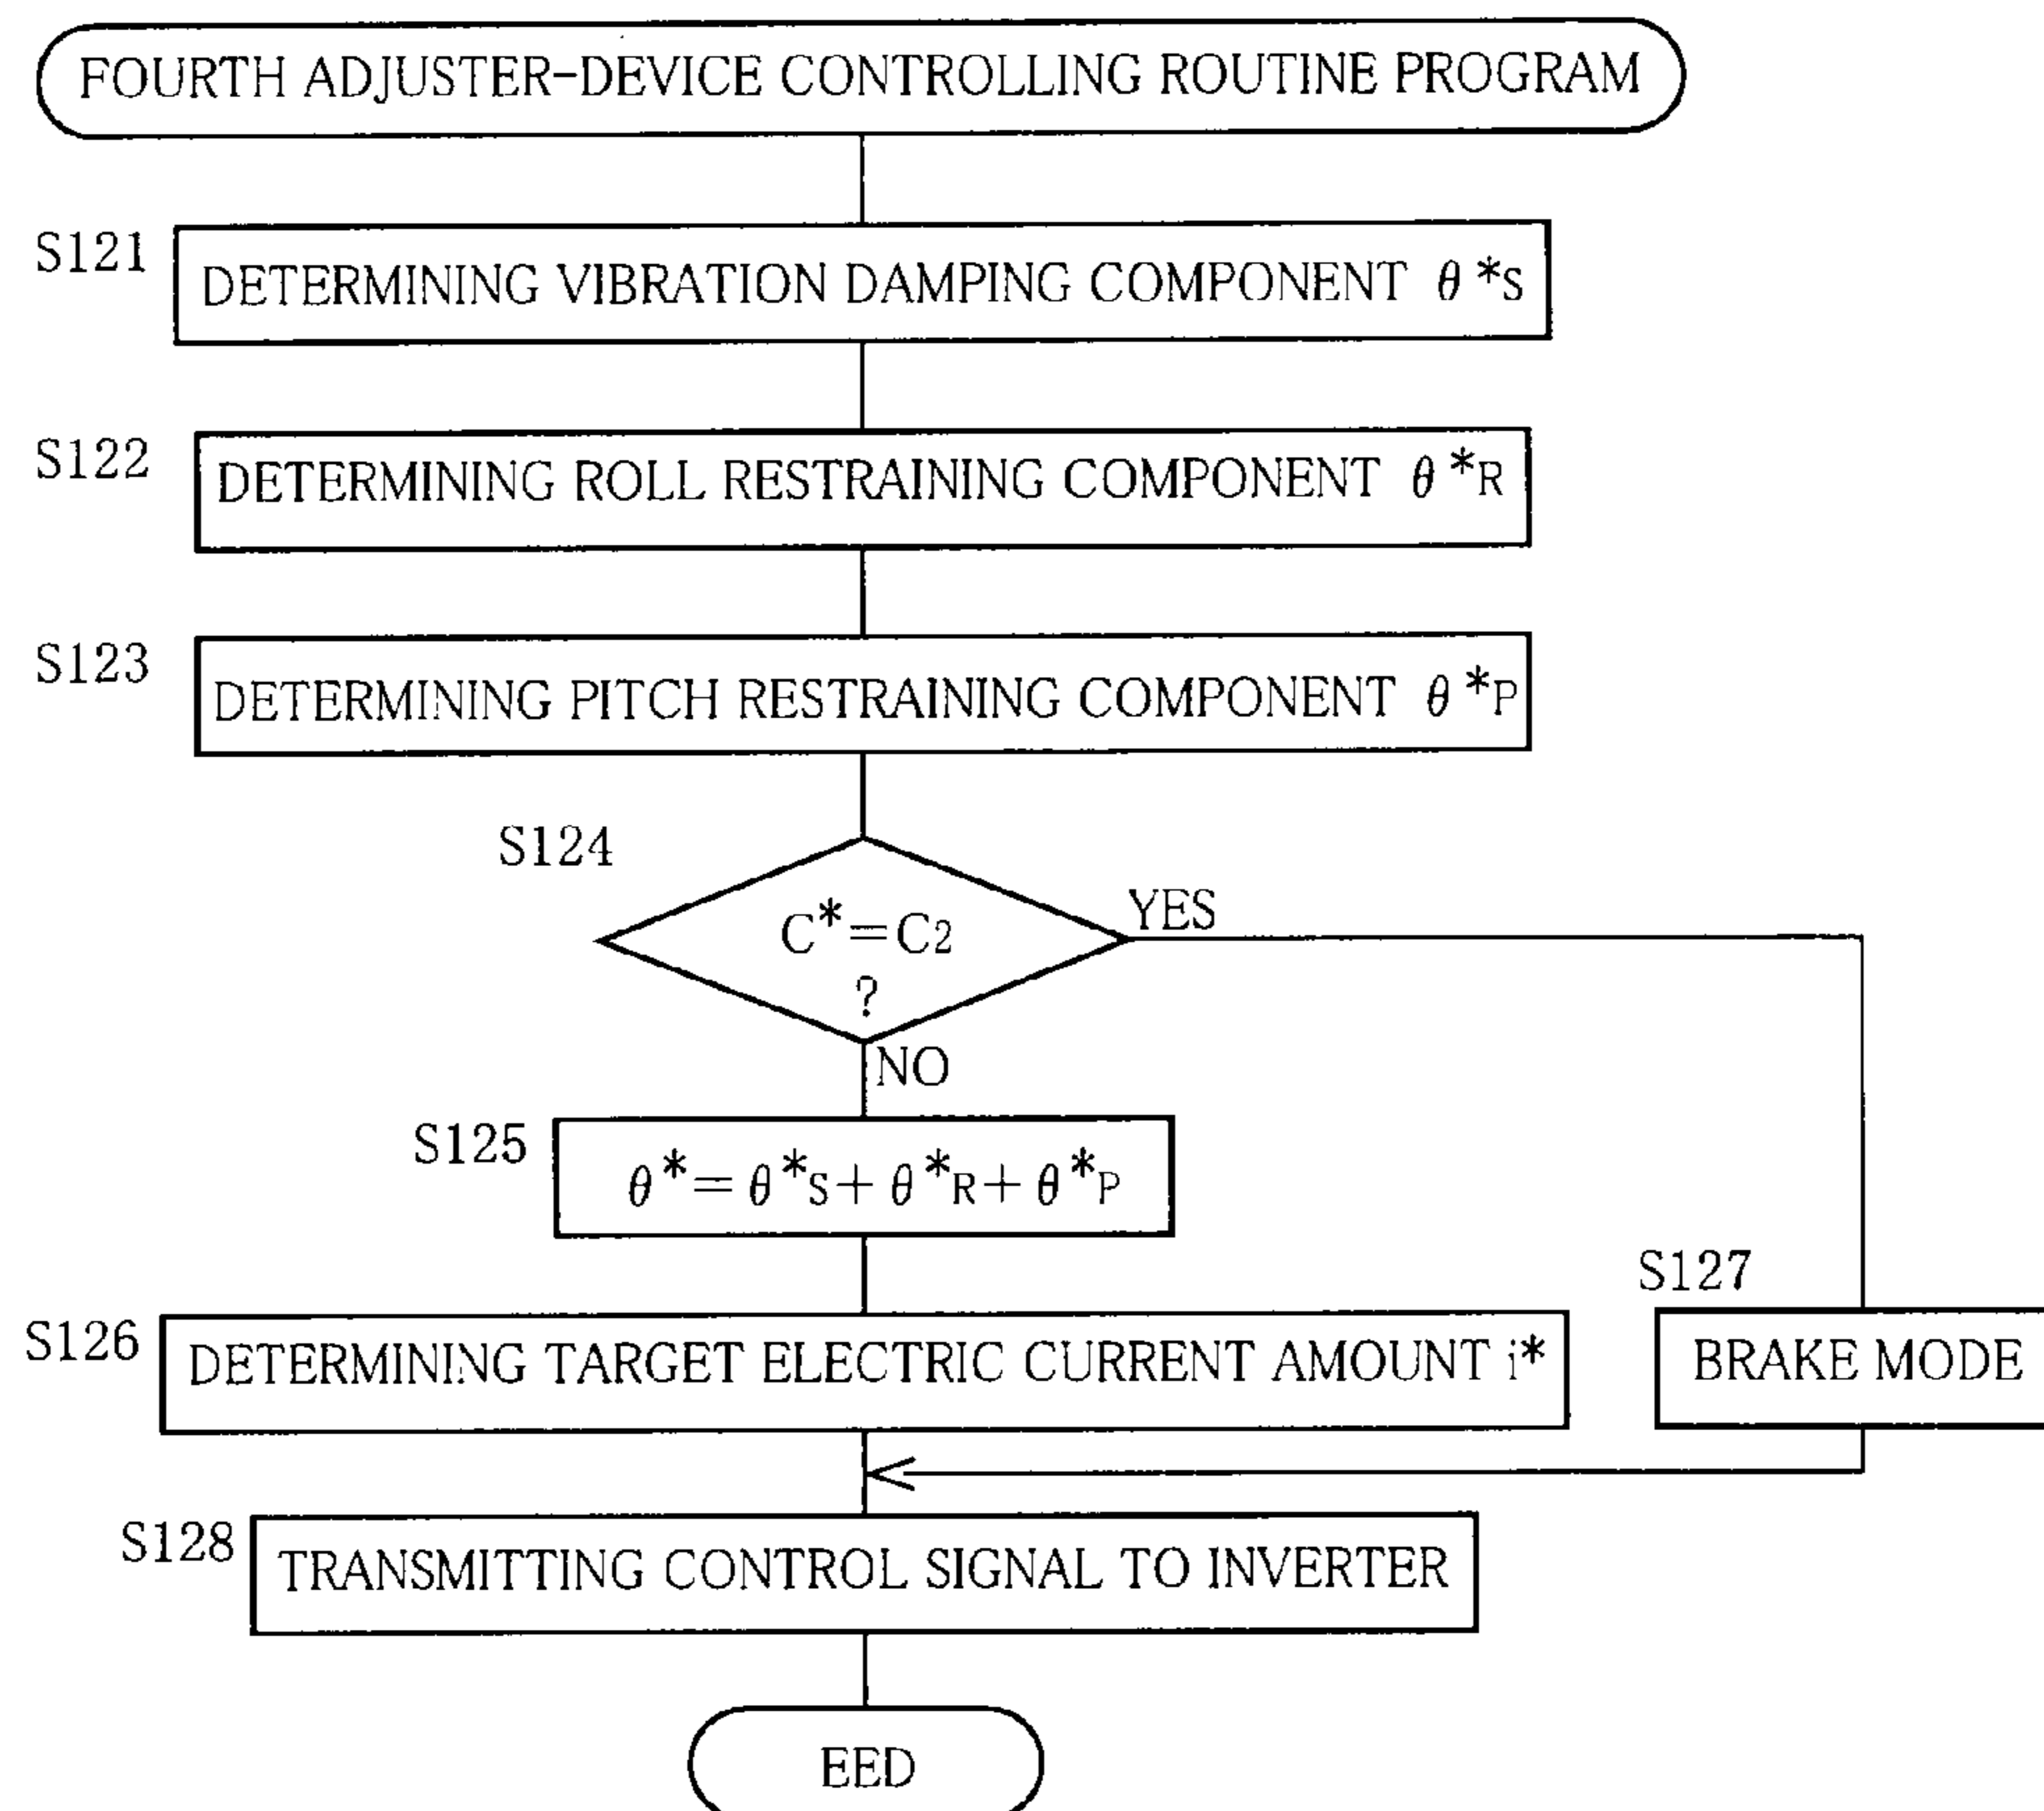 FOURTH ADJUSTER-DEVICE CONTROLLING ROUTINE PROGRAM
S121
DETERMINING VIBRATION DAMPING COMPONENT θ*S
S122
DETERMINING ROLL RESTRAINING COMPONENT θ*R
S123
DETERMINING PITCH RESTRAINING COMPONENT θ*P
S124
C*=C2
?
YES
NO
S125
θ*=θ*S+θ*R+θ*P
S126
DETERMINING TARGET ELECTRIC CURRENT AMOUNT i*
S127
BRAKE MODE
S128
TRANSMITTING CONTROL SIGNAL TO INVERTER
EED